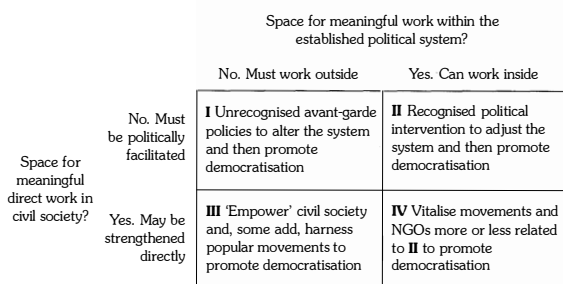 Space for meaningful work within the
established political system?
No. Must work outside
Yes. Can work inside
Space for
meaningful
direct work in
civil society?
No. Must
be politically
facilitated
I Unrecognised avant-garde
policies to alter the system
and then promote
democratisation
II Recognised political
intervention to adjust the
system and then promote
democratisation
Yes. May be
strengthened
directly
III ‘Empower’ civil society
and, some add, harness
popular movements to
promote democratisation
IV Vitalise movements and
NGOs more or less related
to II to promote
democratisation